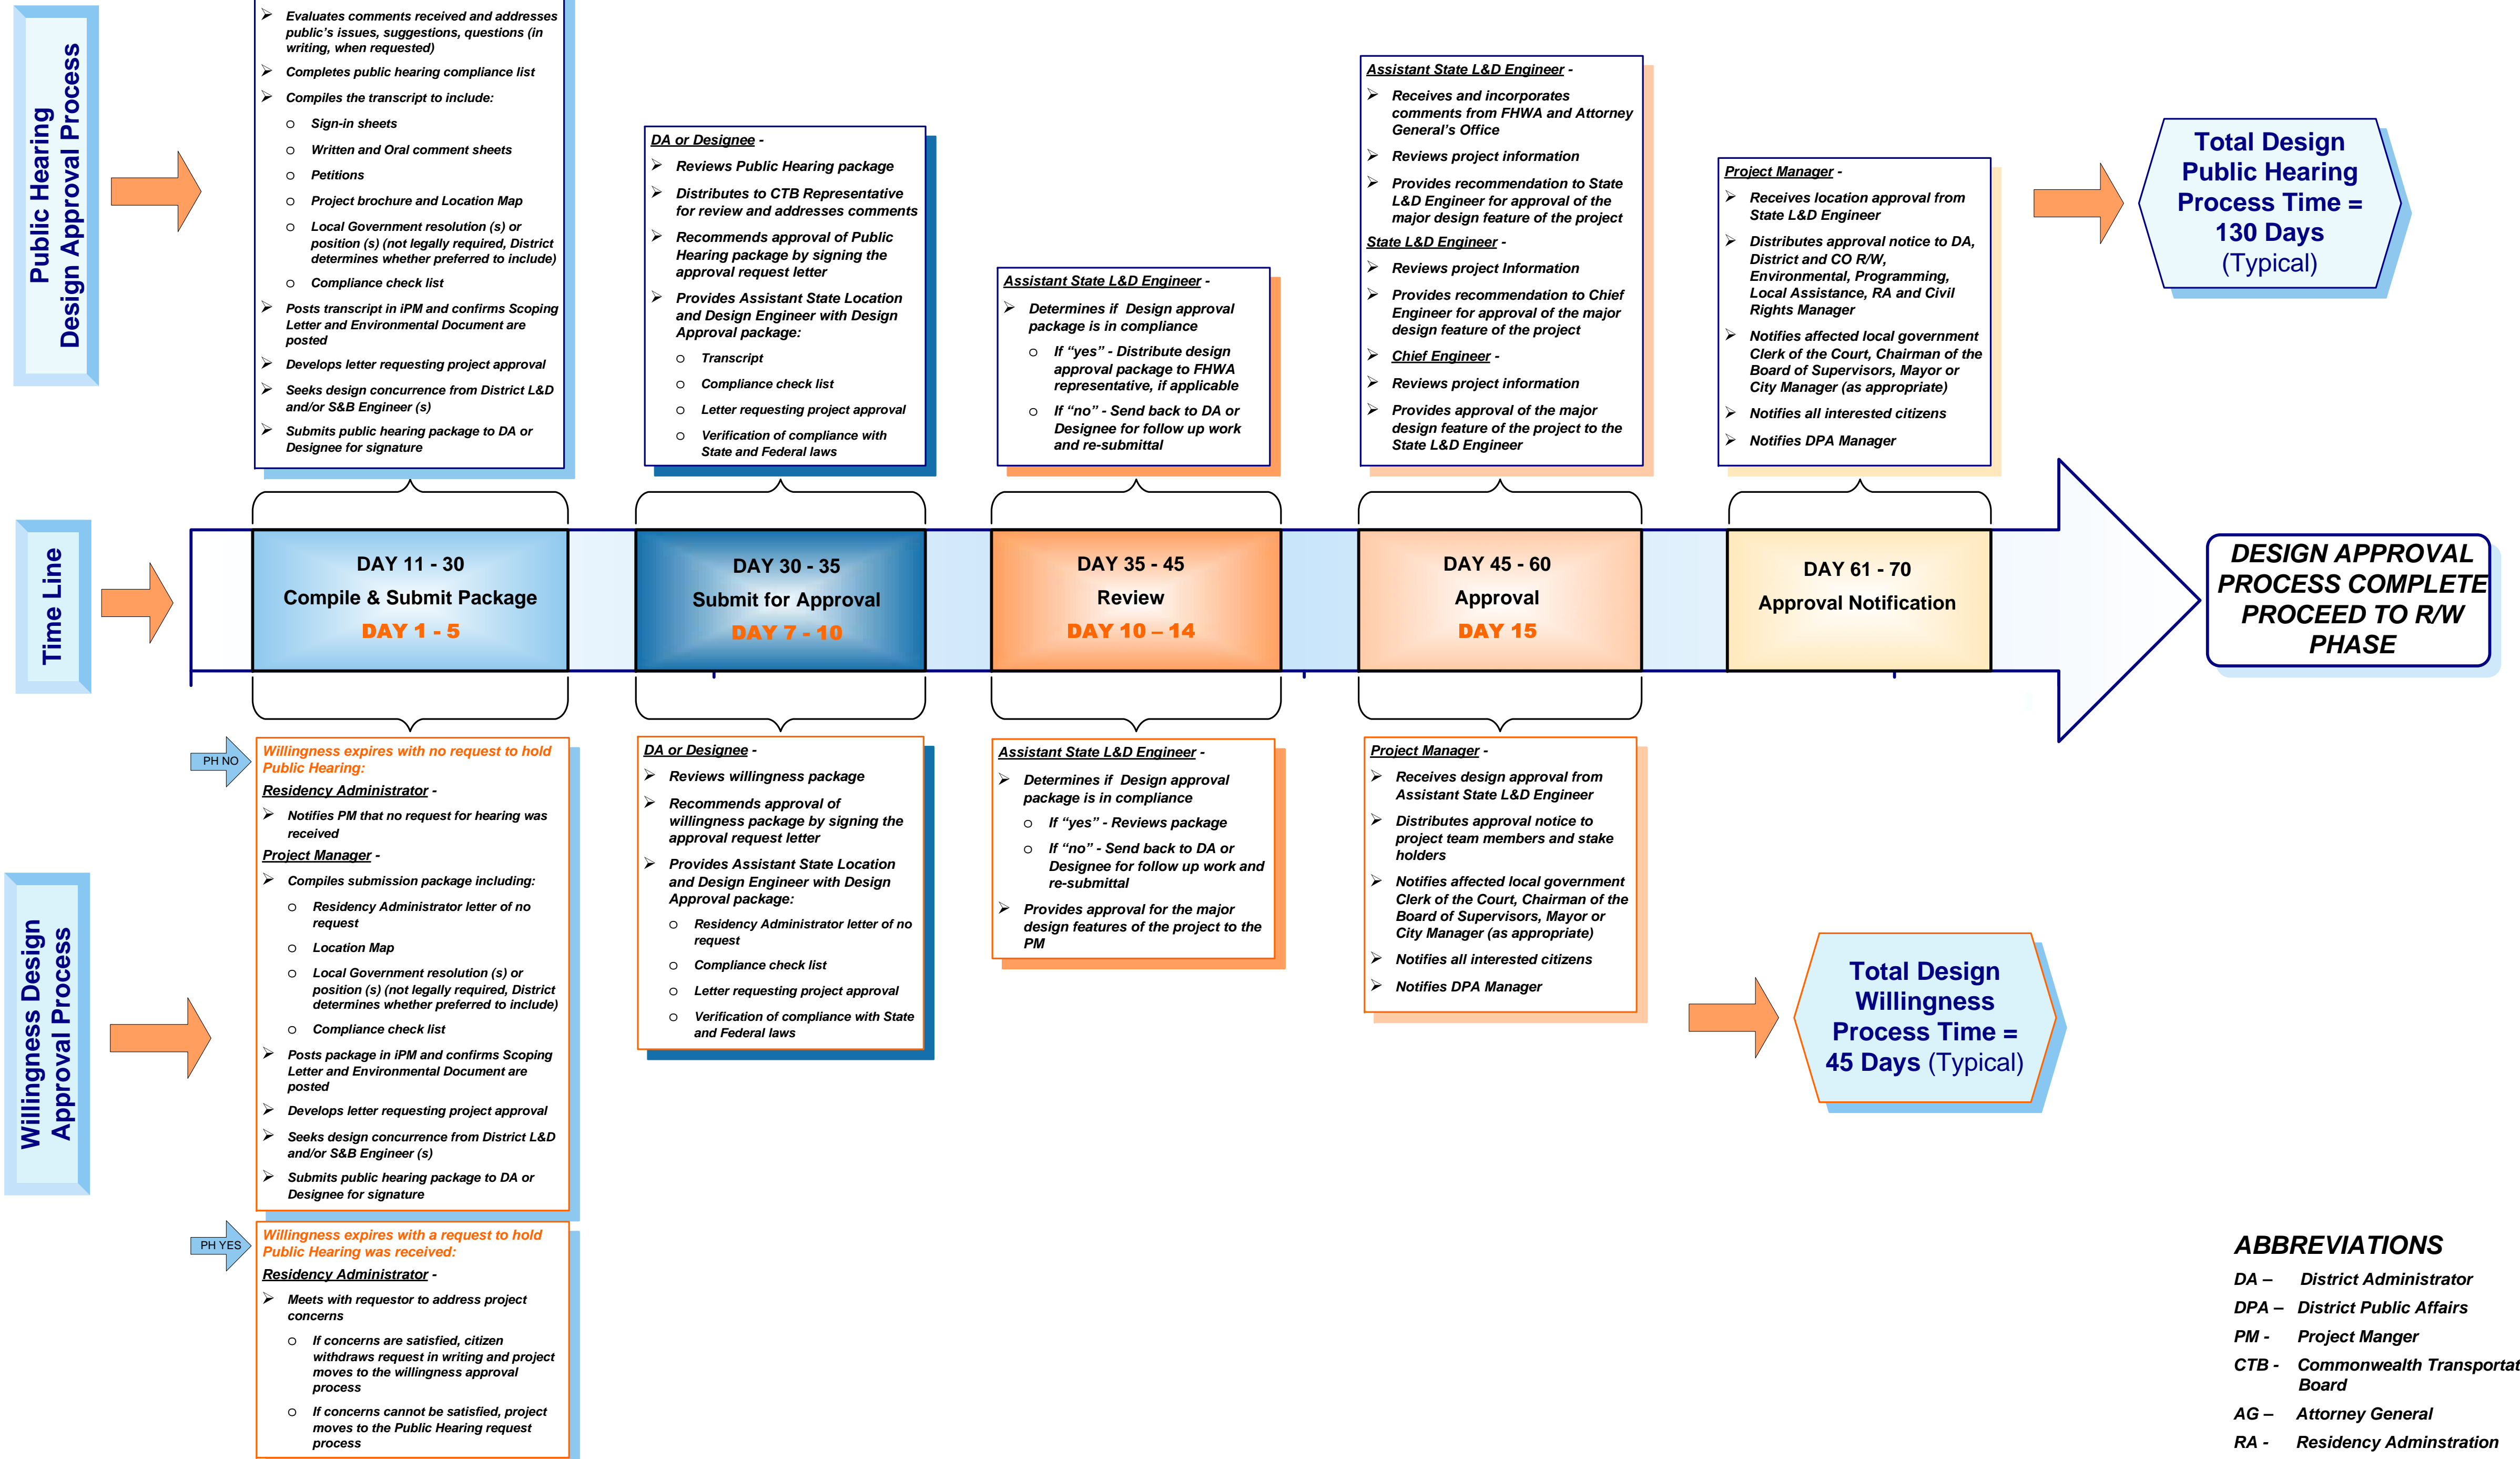 Public Hearing
Design Approval Process
➢ Evaluates comments received and addresses
public's issues, suggestions, questions (in
writing, when requested)
➢ Completes public hearing compliance list
➢ Compiles the transcript to include:
o Sign-in sheets
o Written and Oral comment sheets
o Petitions
o Project brochure and Location Map
o Local Government resolution (s) or
position (s) (not legally required, District
determines whether preferred to include)
o Compliance check list
➢ Posts transcript in iPM and confirms Scoping
Letter and Environmental Document are
posted
➢ Develops letter requesting project approval
➢ Seeks design concurrence from District L&D
and/or S&B Engineer (s)
➢ Submits public hearing package to DA or
Designee for signature
DA or Designee -
➢ Reviews Public Hearing package
➢ Distributes to CTB Representative
for review and addresses comments
➢ Recommends approval of Public
Hearing package by signing the
approval request letter
➢ Provides Assistant State Location
and Design Engineer with Design
Approval package:
o Transcript
o Compliance check list
o Letter requesting project approval
o Verification of compliance with
State and Federal laws
Assistant State L&D Engineer -
➢ Determines if Design approval
package is in compliance
o If “yes” - Distribute design
approval package to FHWA
representative, if applicable
o If “no” - Send back to DA or
Designee for follow up work
and re-submittal
Assistant State L&D Engineer -
➢ Receives and incorporates
comments from FHWA and Attorney
General's Office
➢ Reviews project information
➢ Provides recommendation to State
L&D Engineer for approval of the
major design feature of the project
State L&D Engineer -
➢ Reviews project Information
➢ Provides recommendation to Chief
Engineer for approval of the major
design feature of the project
➢ Chief Engineer -
➢ Reviews project information
➢ Provides approval of the major
design feature of the project to the
State L&D Engineer
Project Manager -
➢ Receives location approval from
State L&D Engineer
➢ Distributes approval notice to DA,
District and CO R/W,
Environmental, Programming,
Local Assistance, RA and Civil
Rights Manager
➢ Notifies affected local government
Clerk of the Court, Chairman of the
Board of Supervisors, Mayor or
City Manager (as appropriate)
➢ Notifies all interested citizens
➢ Notifies DPA Manager
Total Design
Public Hearing
Process Time =
130 Days
(Typical)
Time Line
DAY 11 - 30
Compile & Submit Package
DAY 1 - 5
DAY 30 - 35
Submit for Approval
DAY 7 - 10
DAY 35 - 45
Review
DAY 10 – 14
DAY 45 - 60
Approval
DAY 15
DAY 61 - 70
Approval Notification
DESIGN APPROVAL
PROCESS COMPLETE
PROCEED TO R/W
PHASE
Willingness Design
Approval Process
PH NO
Willingness expires with no request to hold
Public Hearing:
Residency Administrator -
➢ Notifies PM that no request for hearing was
received
Project Manager -
➢ Compiles submission package including:
o Residency Administrator letter of no
request
o Location Map
o Local Government resolution (s) or
position (s) (not legally required, District
determines whether preferred to include)
o Compliance check list
➢ Posts package in iPM and confirms Scoping
Letter and Environmental Document are
posted
➢ Develops letter requesting project approval
➢ Seeks design concurrence from District L&D
and/or S&B Engineer (s)
➢ Submits public hearing package to DA or
Designee for signature
PH YES
Willingness expires with a request to hold
Public Hearing was received:
Residency Administrator -
➢ Meets with requestor to address project
concerns
o If concerns are satisfied, citizen
withdraws request in writing and project
moves to the willingness approval
process
o If concerns cannot be satisfied, project
moves to the Public Hearing request
process
DA or Designee -
➢ Reviews willingness package
➢ Recommends approval of
willingness package by signing the
approval request letter
➢ Provides Assistant State Location
and Design Engineer with Design
Approval package:
o Residency Administrator letter of no
request
o Compliance check list
o Letter requesting project approval
o Verification of compliance with State
and Federal laws
Assistant State L&D Engineer -
➢ Determines if Design approval
package is in compliance
o If “yes” - Reviews package
o If “no” - Send back to DA or
Designee for follow up work and
re-submittal
➢ Provides approval for the major
design features of the project to the
PM
Project Manager -
➢ Receives design approval from
Assistant State L&D Engineer
➢ Distributes approval notice to
project team members and stake
holders
➢ Notifies affected local government
Clerk of the Court, Chairman of the
Board of Supervisors, Mayor or
City Manager (as appropriate)
➢ Notifies all interested citizens
➢ Notifies DPA Manager
Total Design
Willingness
Process Time =
45 Days (Typical)
ABBREVIATIONS
DA – District Administrator
DPA – District Public Affairs
PM - Project Manger
CTB - Commonwealth Transportat
Board
AG – Attorney General
RA - Residency Adminstration